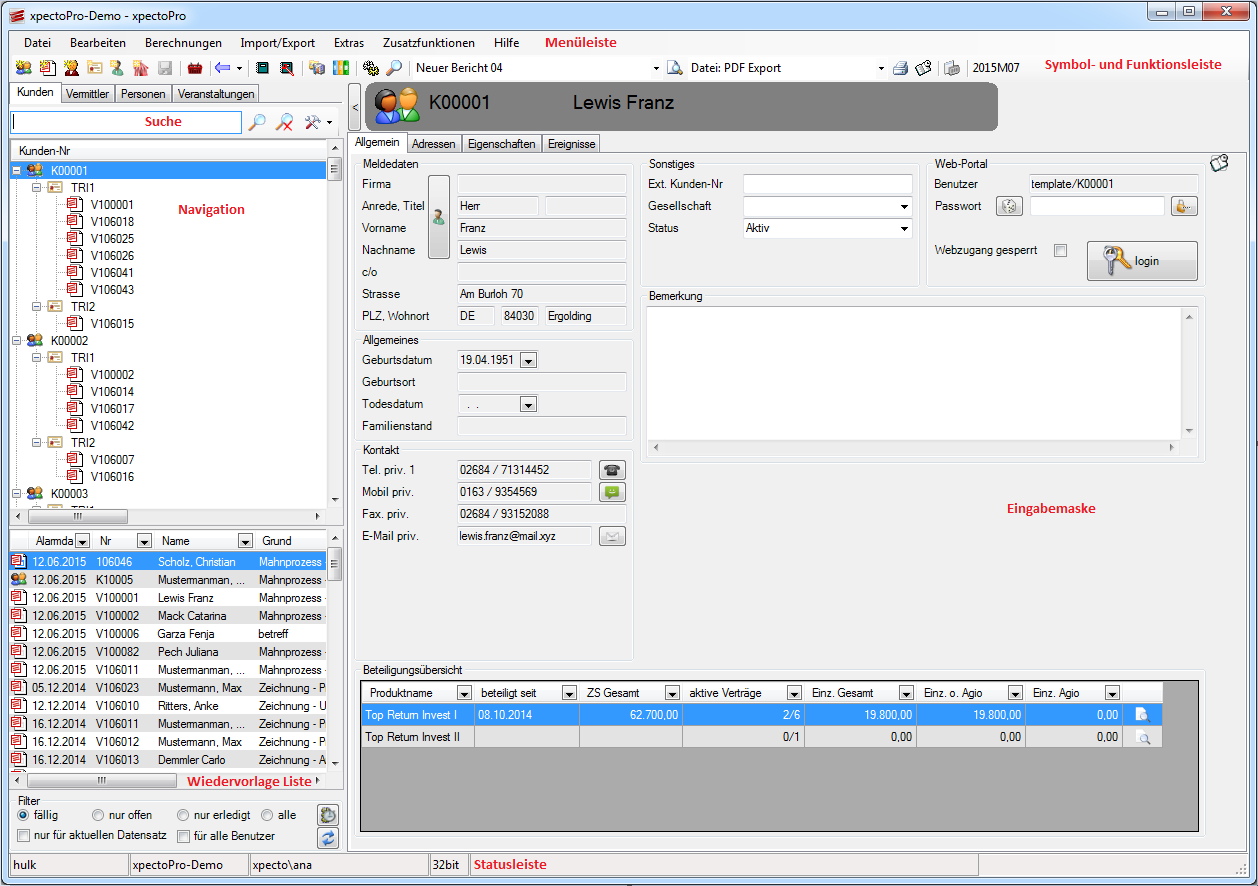 xpectoPro-Demo - xpectoPro
Datei Bearbeiten Berechnungen Import/Export Extras Zusatzfunktionen Hilfe Menüleiste
Neuer Bericht 04 Datei: PDF Export 2015M07 Symbol- und Funktionsleiste
Kunden Vermittler Personen Veranstaltungen
Suche
Kunden-Nr
K00001
TRI1
V100001
V106018
V106025
V106026
V106041
V106043
TRI2
V106015
K00002
TRI1
V100002
V106014
V106017
V106042
TRI2
V106007
V106016
K00003
Navigation
Alarmda Nr Name Grund
12.06.2015 106046 Scholz, Christian Mahnprozess
12.06.2015 K10005 Mustermanman, ... Mahnprozess
12.06.2015 V100001 Lewis Franz Mahnprozess
12.06.2015 V100002 Mack Catarina Mahnprozess
12.06.2015 V100006 Garza Fenja betreff
12.06.2015 V100082 Pech Juliana Mahnprozess
12.06.2015 V106011 Mustermanman, ... Mahnprozess
05.12.2014 V106023 Mustermann, Max Zeichnung - P
12.12.2014 V106010 Ritters, Anke Zeichnung - U
16.12.2014 V106011 Mustermanman, ... Zeichnung - P
16.12.2014 V106012 Mustermann, Max Zeichnung - P
16.12.2014 V106013 Demmler Carlo Zeichnung - A
Wiedervorlage Liste
Filter
fällig nur offen nur erledigt alle
nur für aktuellen Datensatz für alle Benutzer
< K00001 Lewis Franz
Allgemein Adressen Eigenschaften Ereignisse
Meldedaten
Firma
Anrede, Titel Herr
Vorname Franz
Nachname Lewis
c/o
Strasse Am Burloh 70
PLZ, Wohnort DE 84030 Ergolding
Allgemeines
Geburtsdatum 19.04.1951
Geburtsort
Todesdatum . .
Familienstand
Kontakt
Tel. priv. 1 02684 / 71314452
Mobil priv. 0163 / 9354569
Fax. priv. 02684 / 93152088
E-Mail priv. lewis.franz@mail.xyz
Sonstiges
Ext. Kunden-Nr
Gesellschaft
Status Aktiv
Web-Portal
Benutzer template/K00001
Passwort
Webzugang gesperrt login
Bemerkung
Eingabemaske
Beteiligungsübersicht
Produktname beteiligt seit ZS Gesamt aktive Verträge Einz. Gesamt Einz. o. Agio Einz. Agio
Top Return Invest I 08.10.2014 62.700,00 2/6 19.800,00 19.800,00 0,00
Top Return Invest II 0/1 0,00 0,00 0,00
hulk xpectoPro-Demo xpecto\ana 32bit Statusleiste